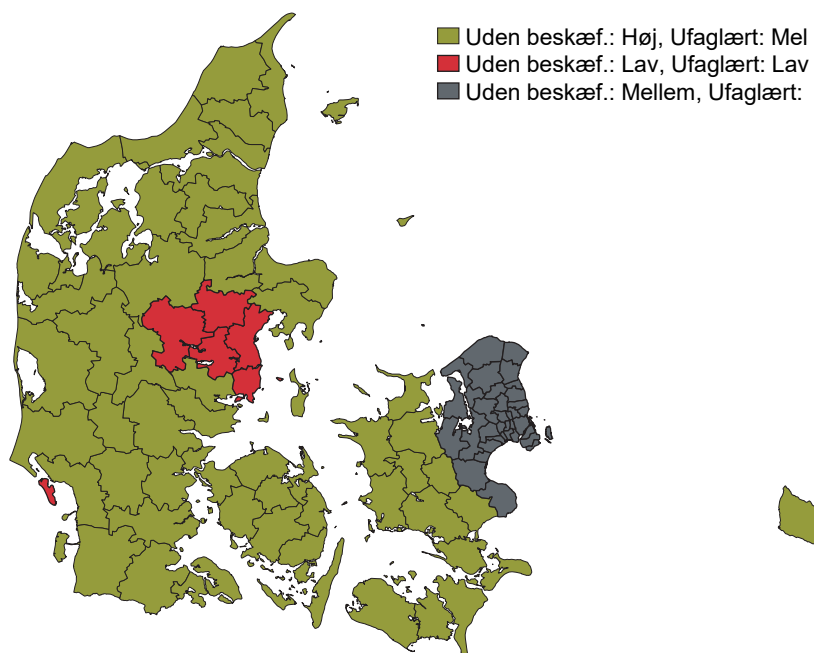 Uden beskæf.: Høj, Ufaglært: Mel
Uden beskæf.: Lav, Ufaglært: Lav
Uden beskæf.: Mellem, Ufaglært: